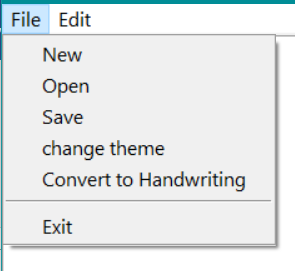 File Edit
New
Open
Save
change theme
Convert to Handwriting
Exit